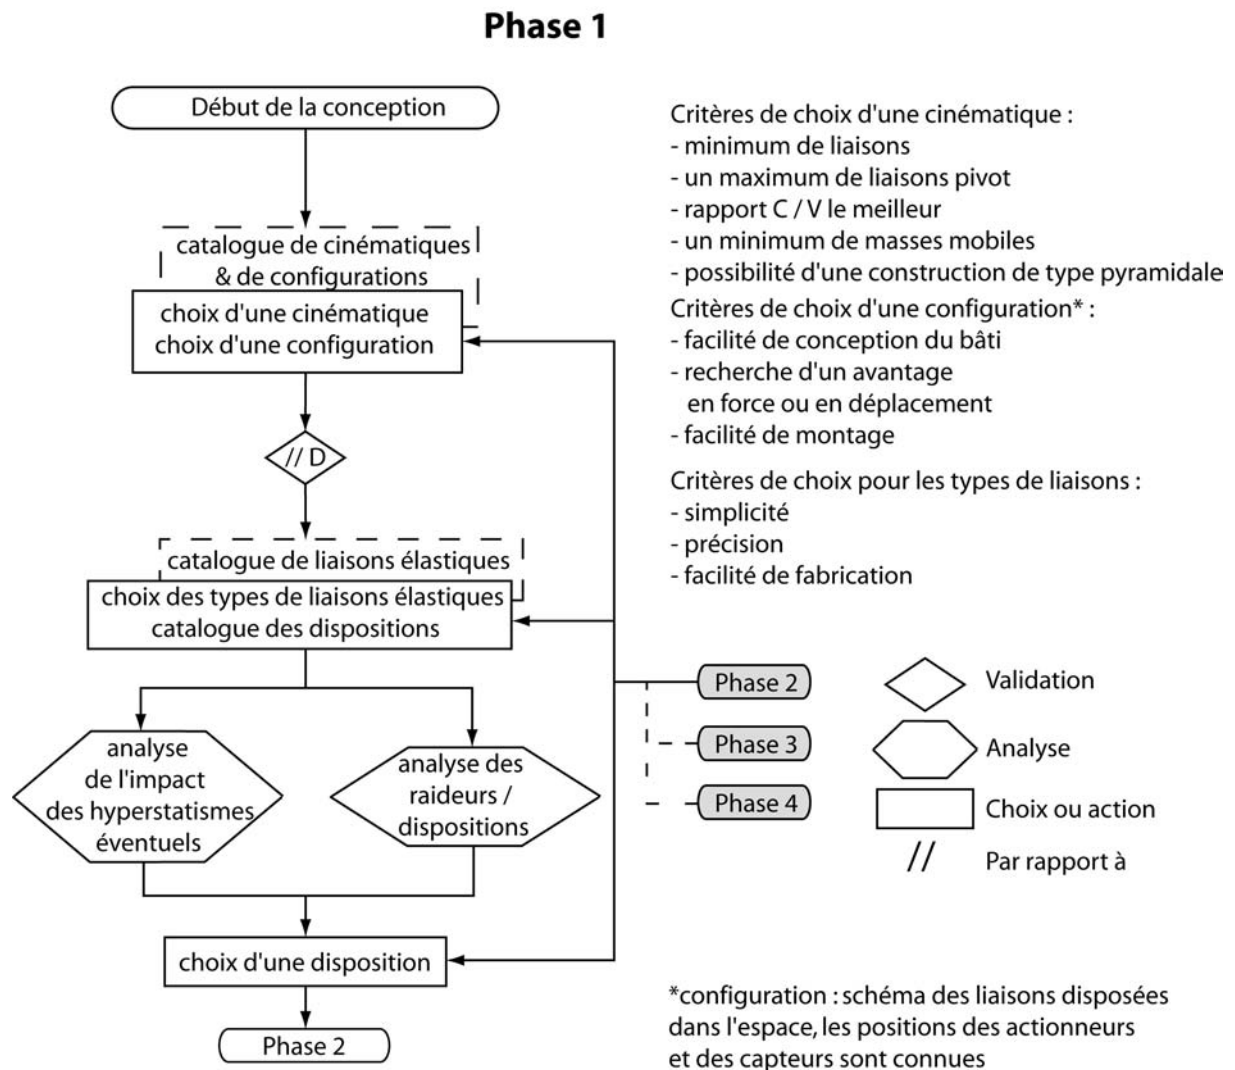 Phase 1
Début de la conception
catalogue de cinématiques
& de configurations
choix d'une cinématique
choix d'une configuration
// D
catalogue de liaisons élastiques
choix des types de liaisons élastiques
catalogue des dispositions
analyse
de l'impact
des hyperstatismes
éventuels
analyse des
raideurs /
dispositions
choix d'une disposition
Phase 2
Critères de choix d'une cinématique :
- minimum de liaisons
- un maximum de liaisons pivot
- rapport C / V le meilleur
- un minimum de masses mobiles
- possibilité d'une construction de type pyramidale
Critères de choix d'une configuration* :
- facilité de conception du bâti
- recherche d'un avantage
en force ou en déplacement
- facilité de montage
Critères de choix pour les types de liaisons :
- simplicité
- précision
- facilité de fabrication
Phase 2
Phase 3
Phase 4
Validation
Analyse
Choix ou action
// Par rapport à
*configuration : schéma des liaisons disposées
dans l'espace, les positions des actionneurs
et des capteurs sont connues